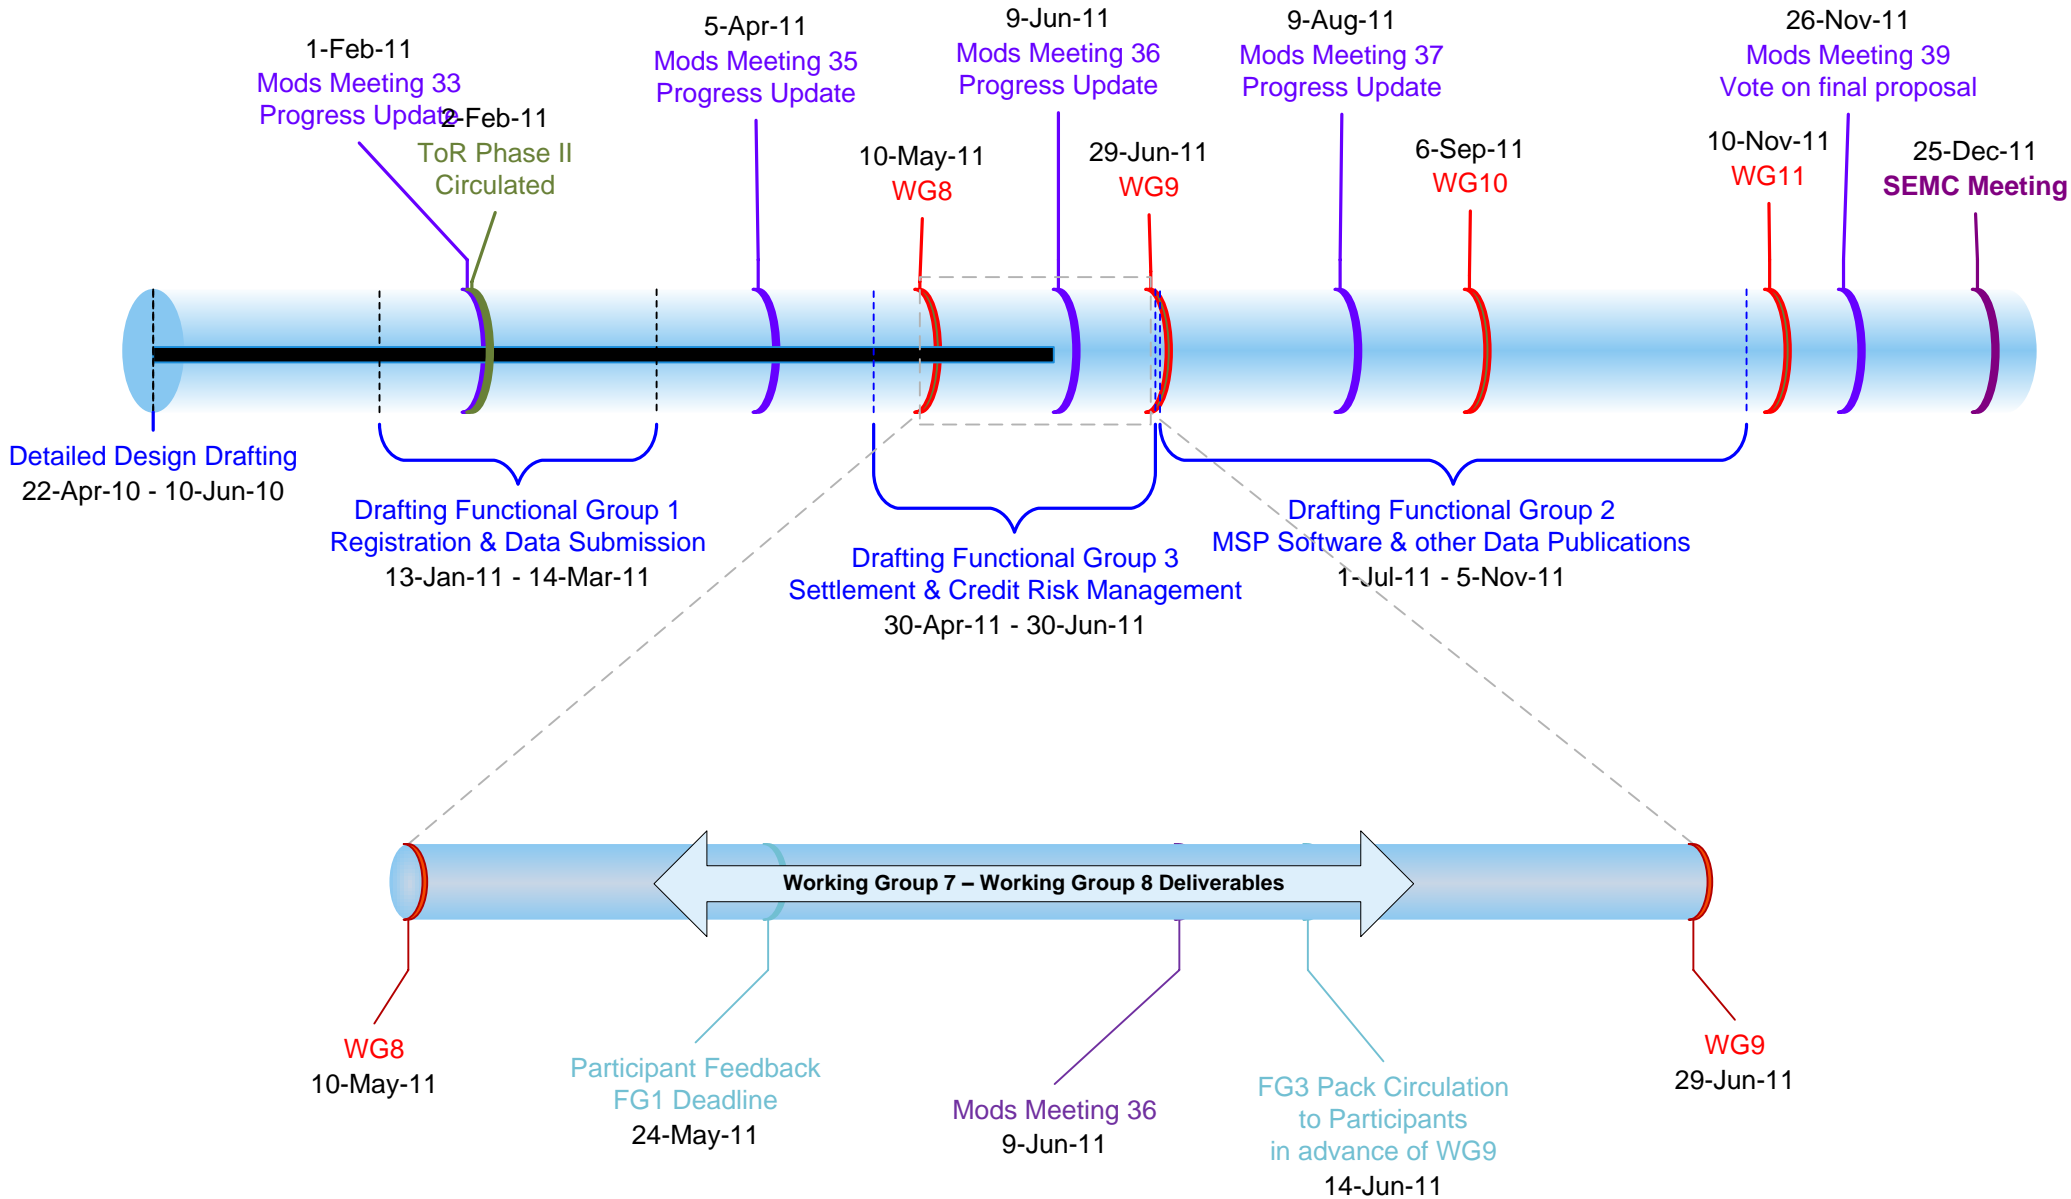 1-Feb-11
Mods Meeting 33
Progress Update
2-Feb-11
ToR Phase II
Circulated
5-Apr-11
Mods Meeting 35
Progress Update
10-May-11
WG8
9-Jun-11
Mods Meeting 36
Progress Update
29-Jun-11
WG9
9-Aug-11
Mods Meeting 37
Progress Update
6-Sep-11
WG10
10-Nov-11
WG11
26-Nov-11
Mods Meeting 39
Vote on final proposal
25-Dec-11
SEMC Meeting
Detailed Design Drafting
22-Apr-10 - 10-Jun-10
Drafting Functional Group 1
Registration & Data Submission
13-Jan-11 - 14-Mar-11
Drafting Functional Group 3
Settlement & Credit Risk Management
30-Apr-11 - 30-Jun-11
Drafting Functional Group 2
MSP Software & other Data Publications
1-Jul-11 - 5-Nov-11
Working Group 7 – Working Group 8 Deliverables
WG8
10-May-11
Participant Feedback
FG1 Deadline
24-May-11
Mods Meeting 36
9-Jun-11
FG3 Pack Circulation
to Participants
in advance of WG9
14-Jun-11
WG9
29-Jun-11